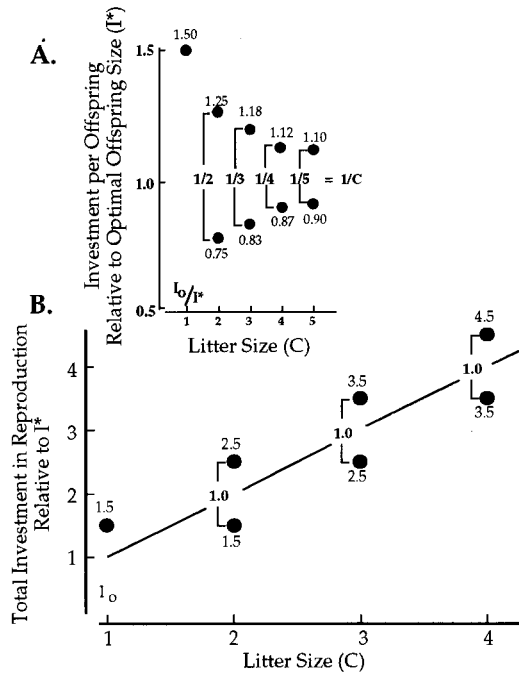 A.
Investment per Offspring
Relative to Optimal Offspring Size (I*)
1.5
1.0
0.5
1.50
1.25
1.18
1.12
1.10
1/2
1/3
1/4
1/5
= 1/C
0.75
0.83
0.87
0.90
Io/I*
1 2 3 4 5
Litter Size (C)
B.
Total Investment in Reproduction
Relative to I*
4
3
2
1
1.5
2.5
1.0
1.5
3.5
1.0
2.5
4.5
1.0
3.5
Io
1 2 3 4
Litter Size (C)